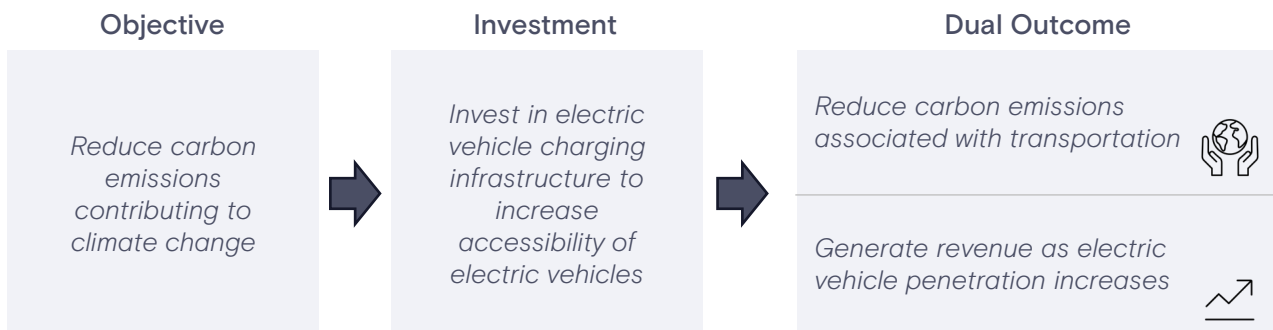 Objective
Investment
Dual Outcome
Reduce carbon
emissions
contributing to
climate change
Invest in electric
vehicle charging
infrastructure to
increase
accessibility of
electric vehicles
Reduce carbon emissions
associated with transportation
Generate revenue as electric
vehicle penetration increases